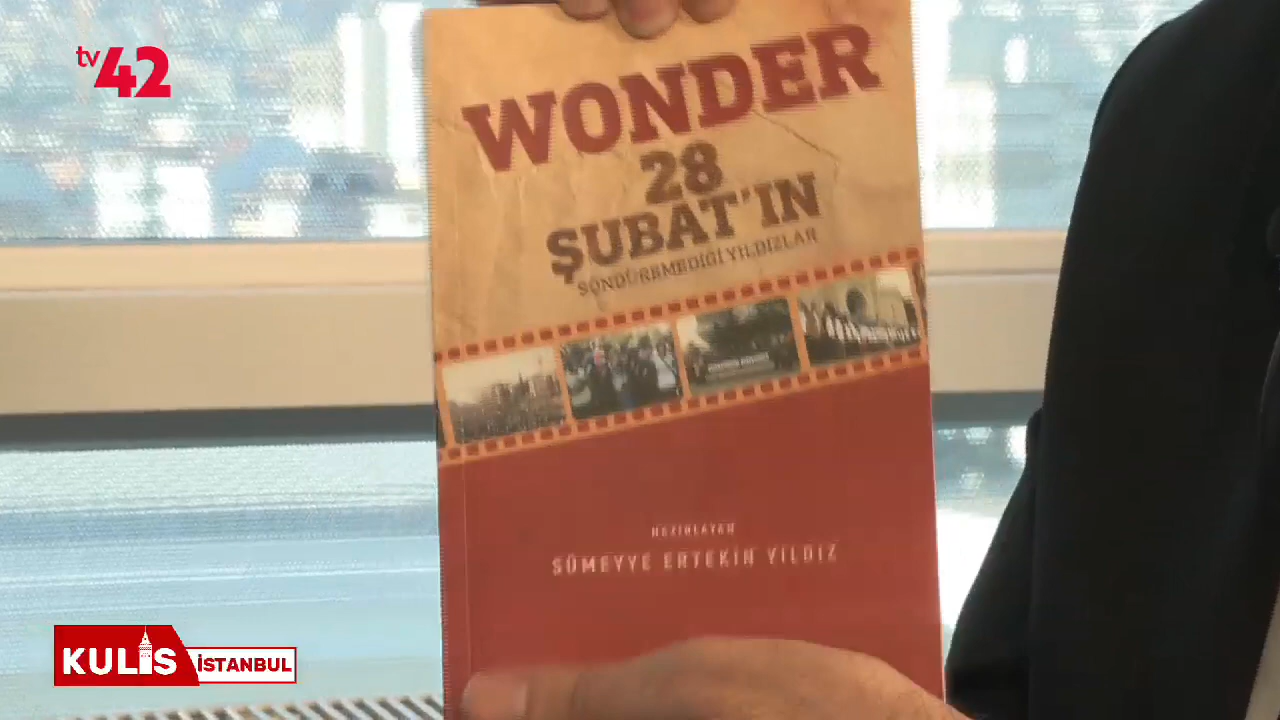 tv42
WONDER
28
ŞUBAT'IN
SÖNDÜREMEDİĞİ YILDIZLAR
HAZIRLAYAN
SÜMEYYE ERTEKİN YILDIZ
KULİS
İSTANBUL